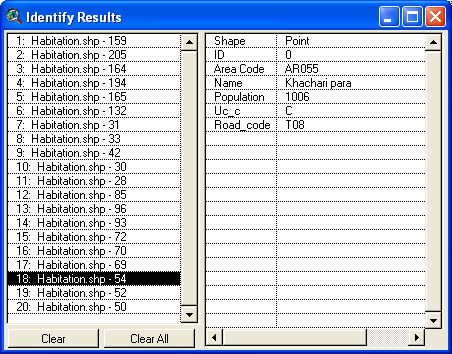 Identify Results
1: Habitation.shp - 159
2: Habitation.shp - 205
3: Habitation.shp - 164
4: Habitation.shp - 194
5: Habitation.shp - 165
6: Habitation.shp - 132
7: Habitation.shp - 31
8: Habitation.shp - 33
9: Habitation.shp - 42
10: Habitation.shp - 30
11: Habitation.shp - 28
12: Habitation.shp - 85
13: Habitation.shp - 96
14: Habitation.shp - 93
15: Habitation.shp - 72
16: Habitation.shp - 70
17: Habitation.shp - 69
18: Habitation.shp - 54
19: Habitation.shp - 52
20: Habitation.shp - 50
Shape Point
ID 0
Area Code AR055
Name Khachari para
Population 1006
Uc_c C
Road_code T08
Clear Clear All